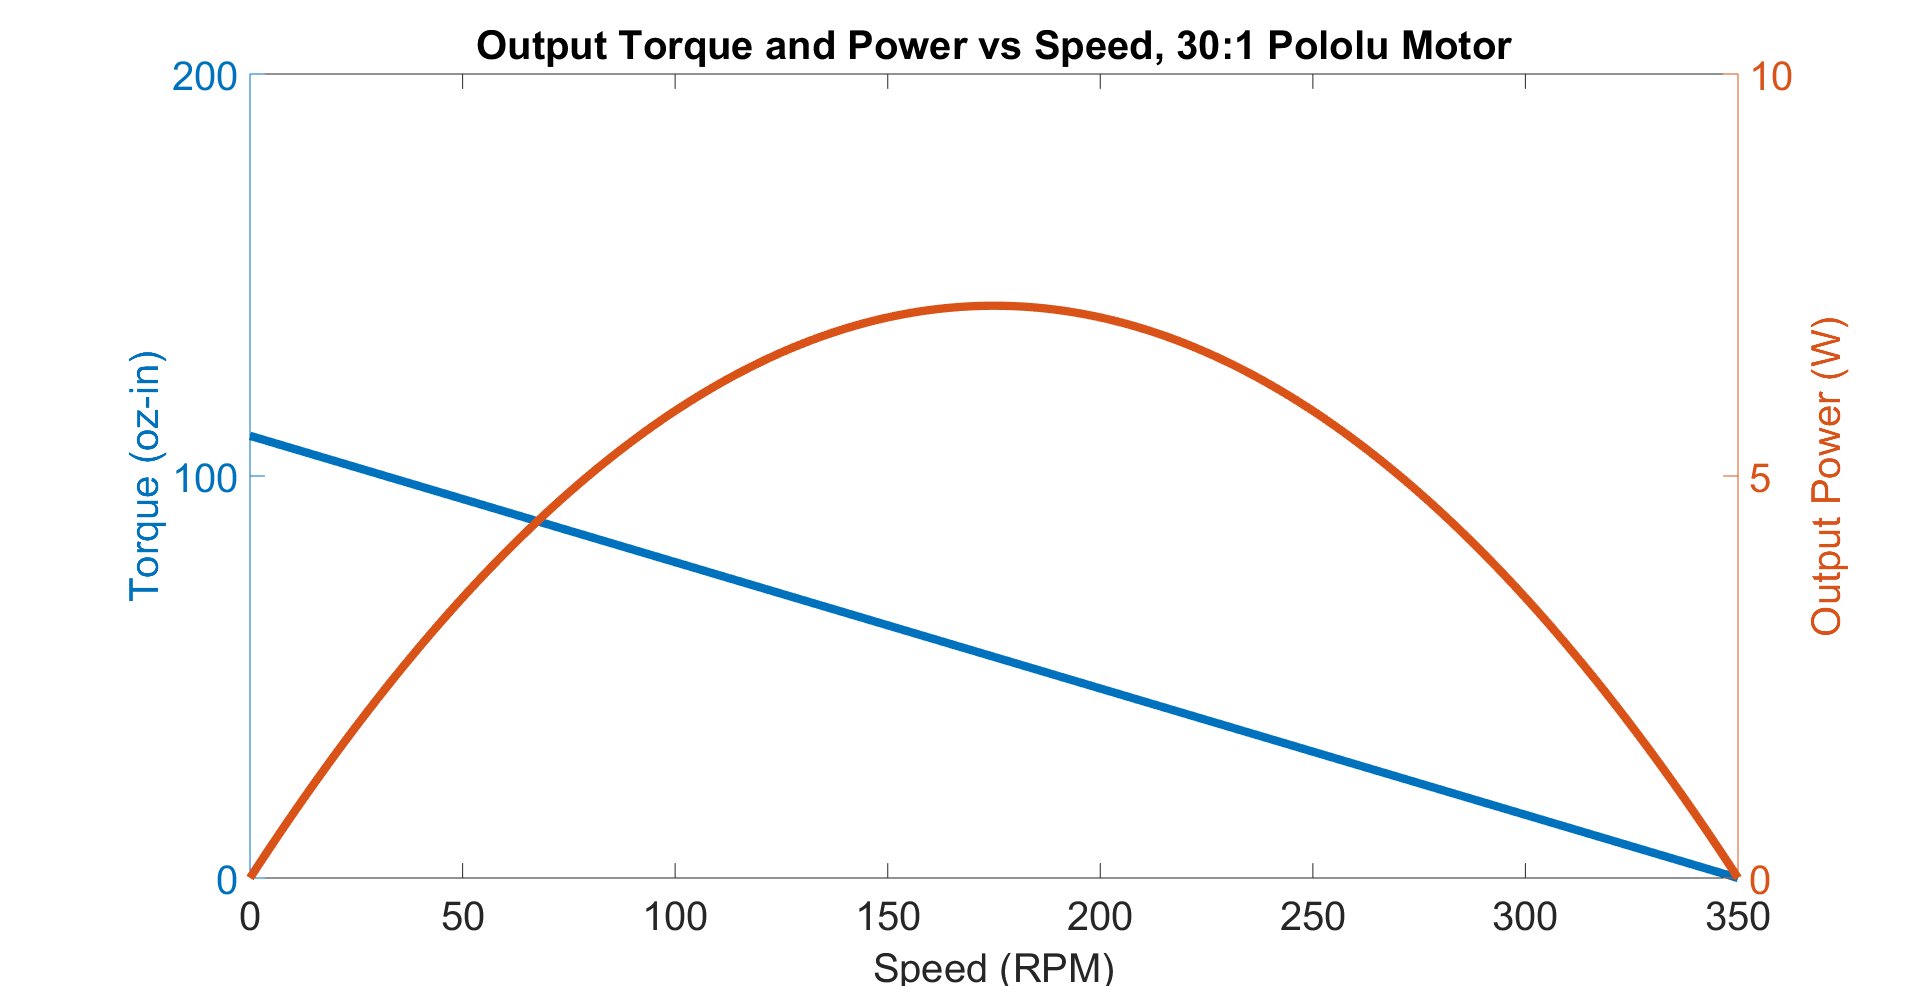 Output Torque and Power vs Speed, 30:1 Pololu Motor
200
100
0
Torque (oz-in)
10
5
0
Output Power (W)
0 50 100 150 200 250 300 350
Speed (RPM)